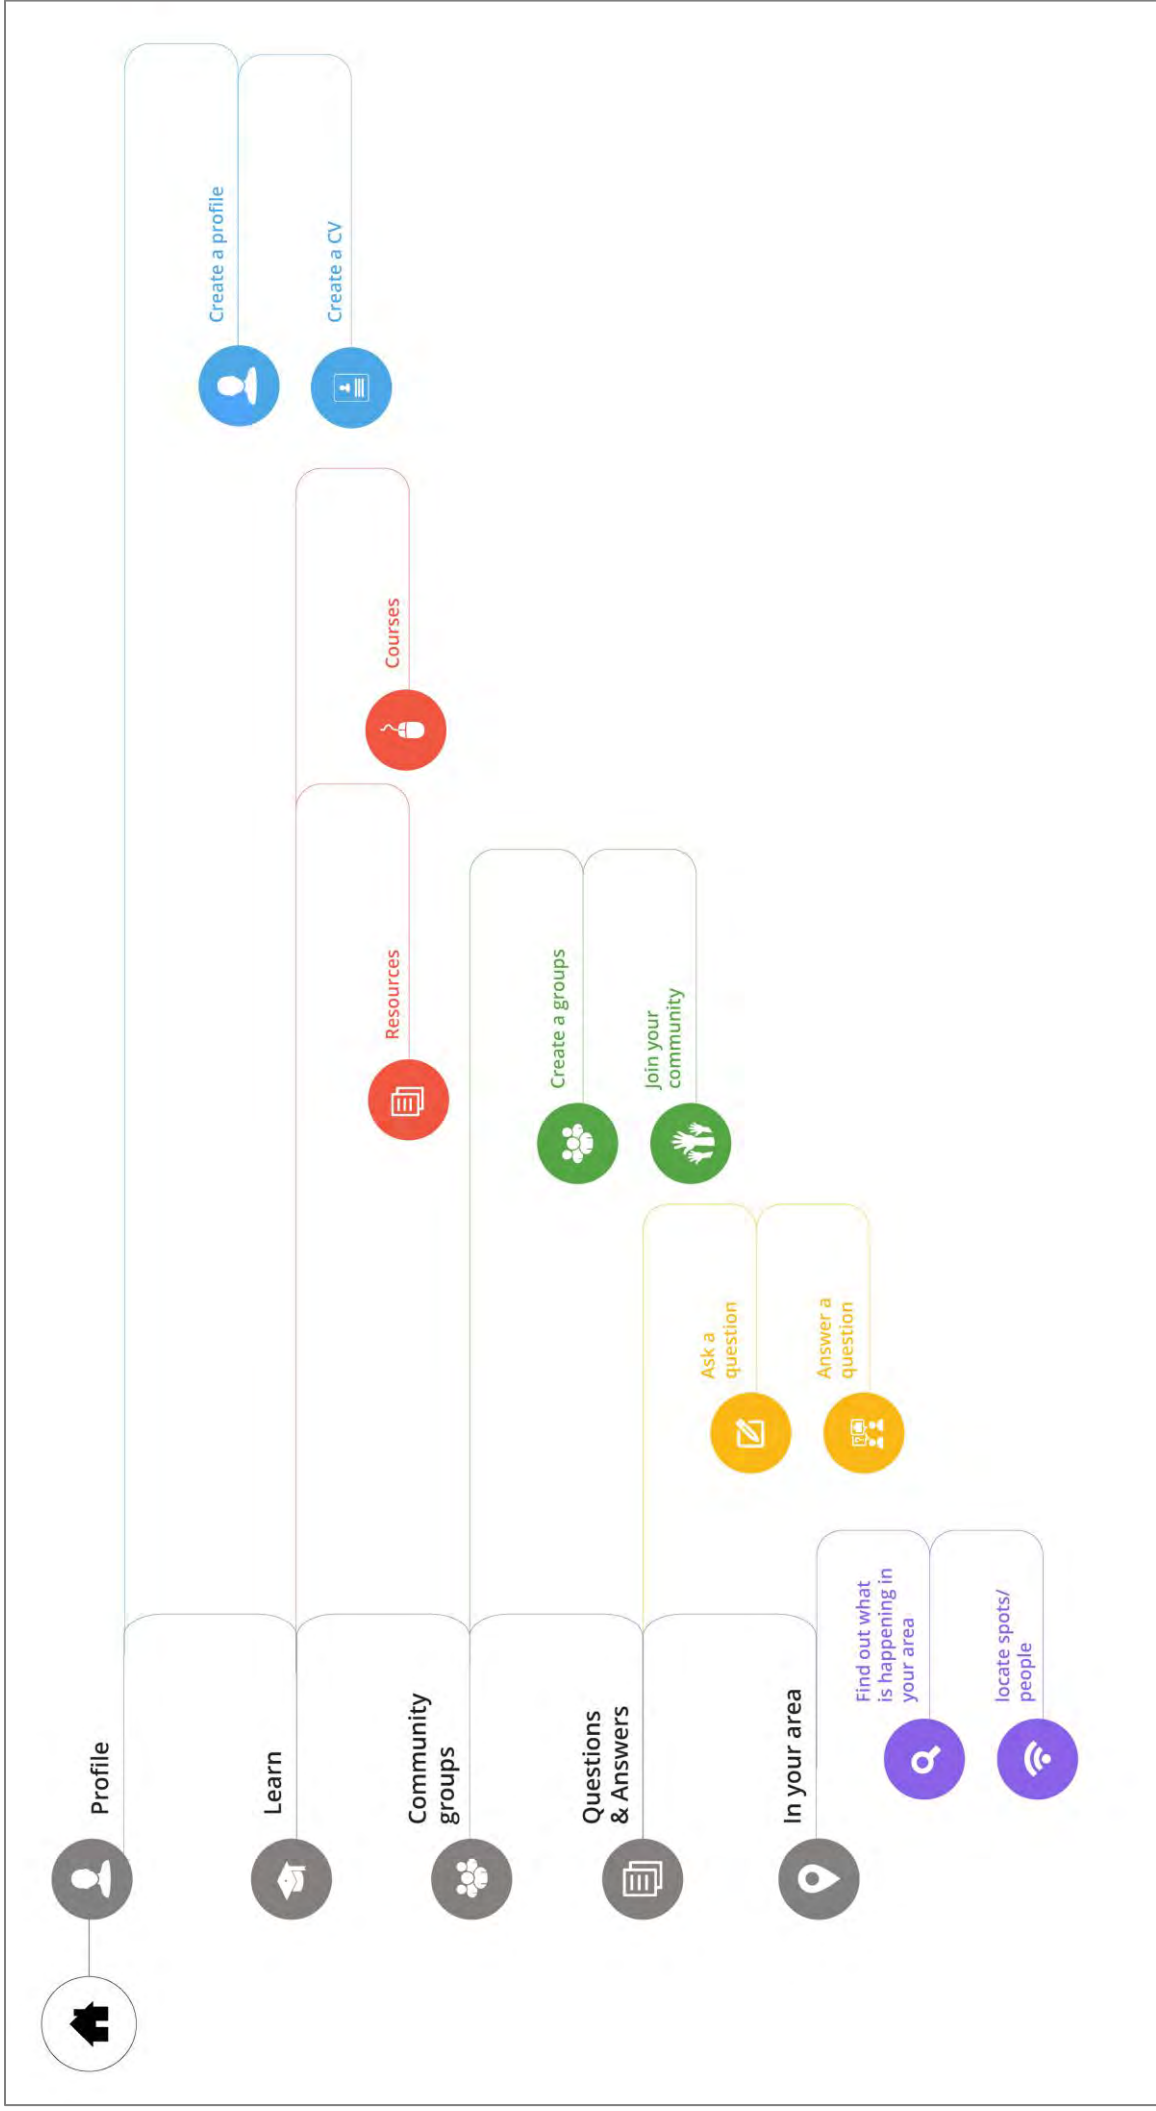 Profile
Create a profile
Create a CV
Learn
Resources
Courses
Community
groups
Create a groups
Join your
community
Questions
& Answers
Ask a
question
Answer a
question
In your area
Find out what
is happening in
your area
locate spots/
people